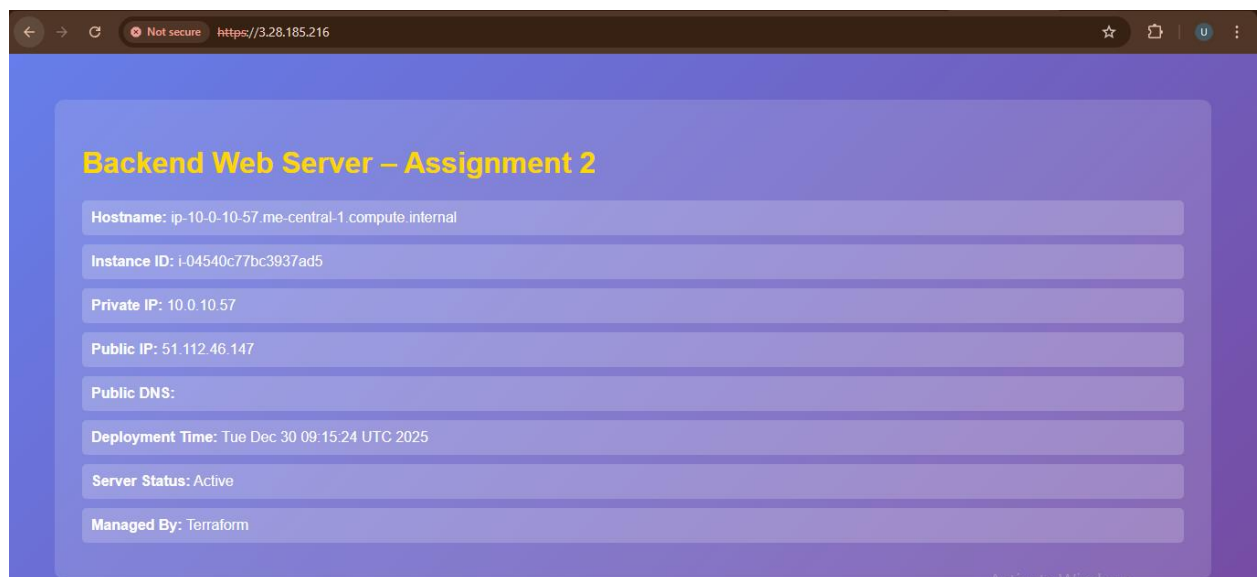 Not secure https://3.28.185.216
U
Backend Web Server – Assignment 2
Hostname: ip-10-0-10-57.me-central-1.compute.internal
Instance ID: i-04540c77bc3937ad5
Private IP: 10.0.10.57
Public IP: 51.112.46.147
Public DNS:
Deployment Time: Tue Dec 30 09:15:24 UTC 2025
Server Status: Active
Managed By: Terraform